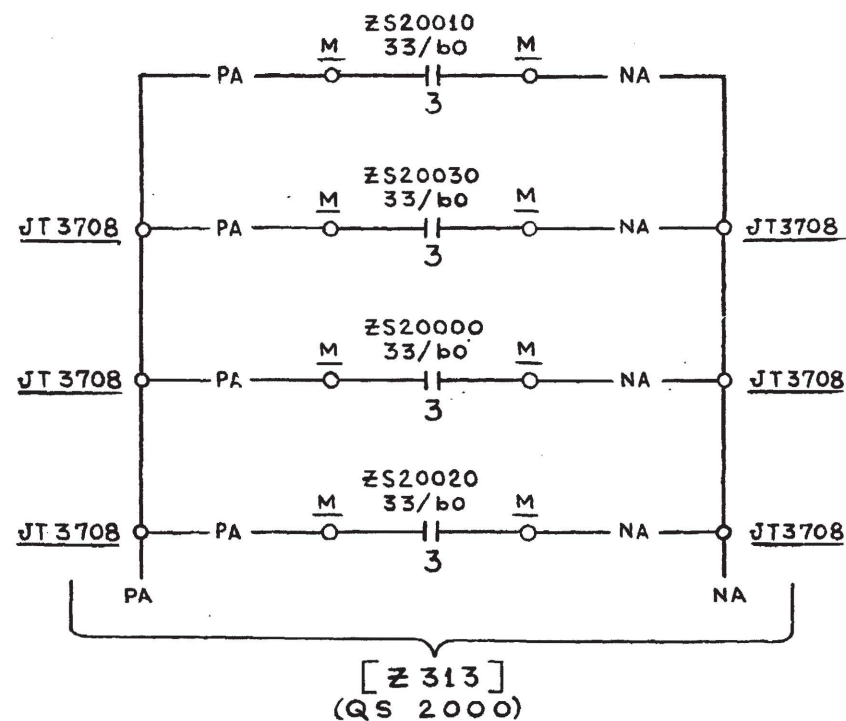 ZS20010
M 33/bo M
PA NA
3
ZS20030
M 33/bo M
JT3708 PA NA JT3708
3
ZS20000
M 33/bo M
JT3708 PA NA JT3708
3
ZS20020
M 33/bo M
JT3708 PA NA JT3708
3
PA NA
[Z 313]
(QS 2000)